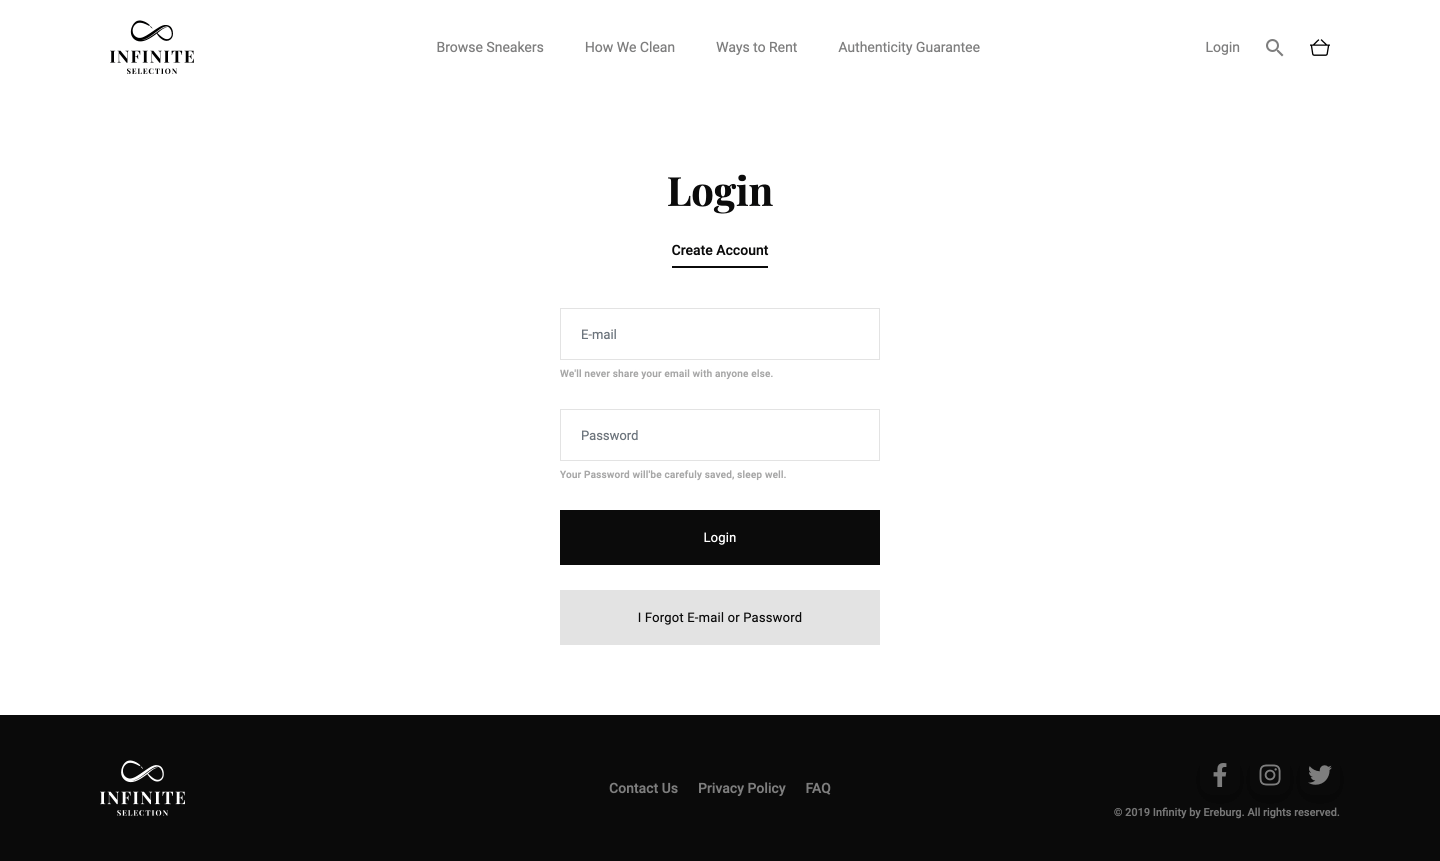 INFINITE
SELECTION
Browse Sneakers How We Clean Ways to Rent Authenticity Guarantee Login
Login
Create Account
E-mail
We'll never share your email with anyone else.
Password
Your Password will'be carefuly saved, sleep well.
Login
I Forgot E-mail or Password
INFINITE
SELECTION
Contact Us Privacy Policy FAQ
© 2019 Infinity by Ereburg. All rights reserved.